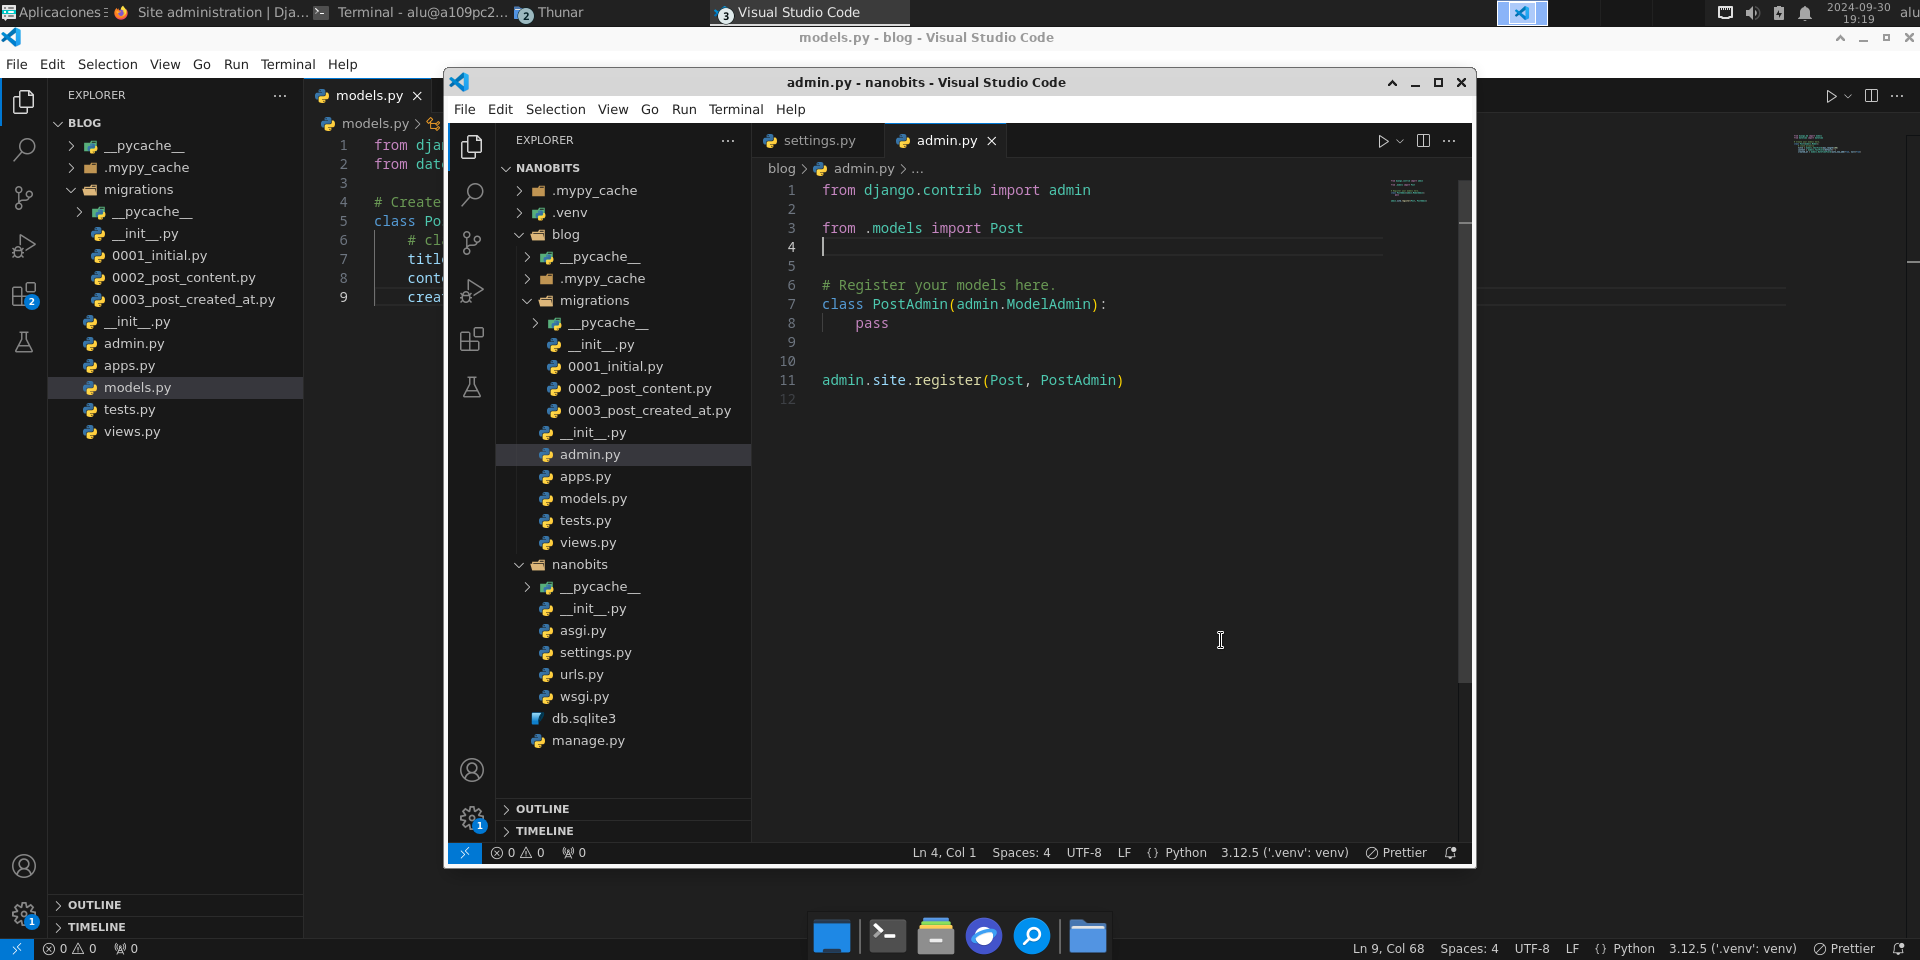 Aplicaciones
Site administration | Dja...
Terminal - alu@a109pc2...
2
Thunar
3
Visual Studio Code
2024-09-30
19:19
alu
models.py - blog - Visual Studio Code
File Edit Selection View Go Run Terminal Help
EXPLORER
BLOG
__pycache__
.mypy_cache
migrations
__pycache__
__init__.py
0001_initial.py
0002_post_content.py
0003_post_created_at.py
__init__.py
admin.py
apps.py
models.py
tests.py
views.py
2
1
OUTLINE
TIMELINE
models.py
models.py
1 from djan
2 from date
3
4 # Create
5 class Po
6 # cl
7 titl
8 cont
9 crea
admin.py - nanobits - Visual Studio Code
File Edit Selection View Go Run Terminal Help
EXPLORER
NANOBITS
.mypy_cache
.venv
blog
__pycache__
.mypy_cache
migrations
__pycache__
__init__.py
0001_initial.py
0002_post_content.py
0003_post_created_at.py
__init__.py
admin.py
apps.py
models.py
tests.py
views.py
nanobits
__pycache__
__init__.py
asgi.py
settings.py
urls.py
wsgi.py
db.sqlite3
manage.py
1
OUTLINE
TIMELINE
settings.py
admin.py
blog > admin.py > ...
1 from django.contrib import admin
2
3 from .models import Post
4
5
6 # Register your models here.
7 class PostAdmin(admin.ModelAdmin):
8 pass
9
10
11 admin.site.register(Post, PostAdmin)
12
0 0 0
Ln 4, Col 1 Spaces: 4 UTF-8 LF { } Python 3.12.5 ('.venv': venv) Prettier
0 0 0
Ln 9, Col 68 Spaces: 4 UTF-8 LF { } Python 3.12.5 ('.venv': venv) Prettier